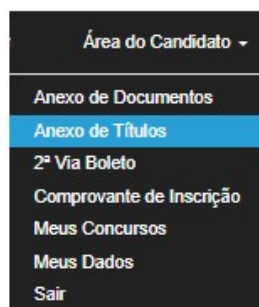 Área do Candidato
Anexo de Documentos
Anexo de Títulos
2ª Via Boleto
Comprovante de Inscrição
Meus Concursos
Meus Dados
Sair